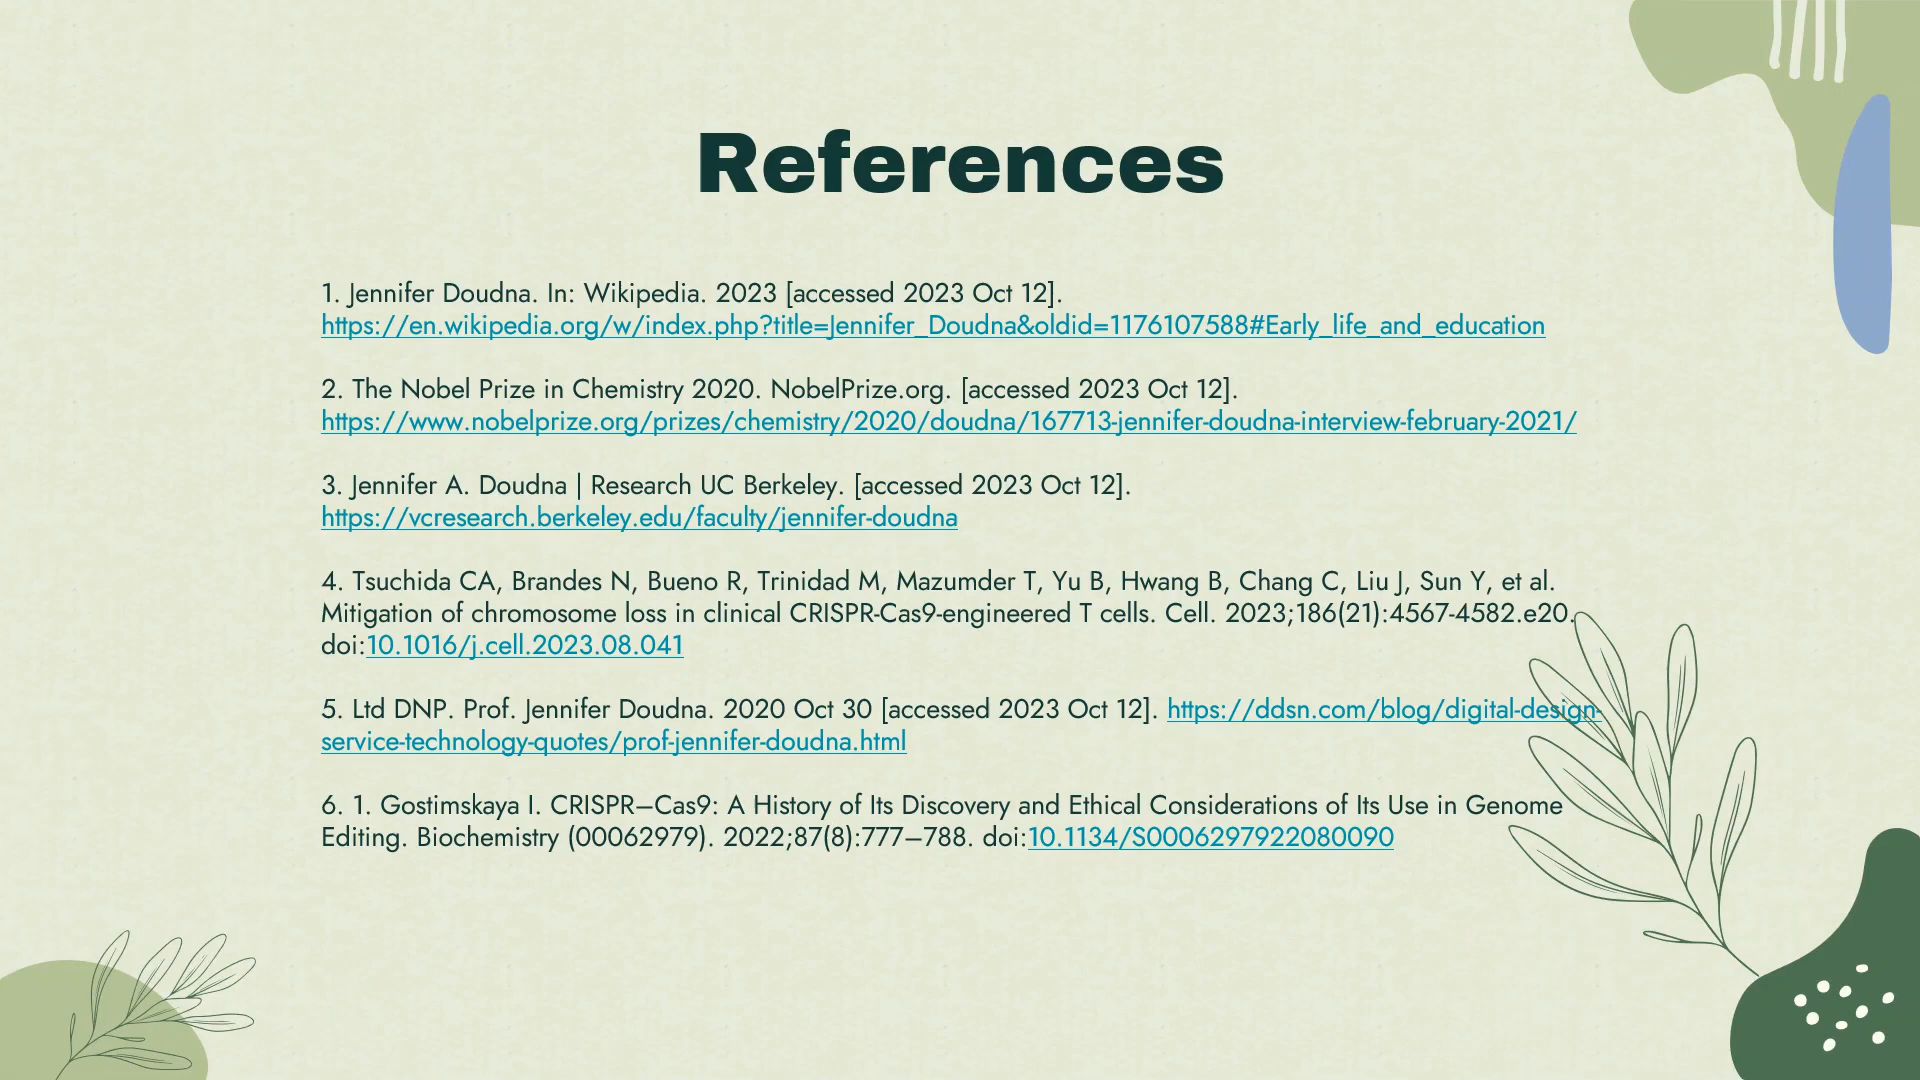 References
1. Jennifer Doudna. In: Wikipedia. 2023 [accessed 2023 Oct 12].
https://en.wikipedia.org/w/index.php?title=Jennifer_Doudna&oldid=1176107588#Early_life_and_education
2. The Nobel Prize in Chemistry 2020. NobelPrize.org. [accessed 2023 Oct 12].
https://www.nobelprize.org/prizes/chemistry/2020/doudna/167713-jennifer-doudna-interview-february-2021/
3. Jennifer A. Doudna | Research UC Berkeley. [accessed 2023 Oct 12].
https://vcresearch.berkeley.edu/faculty/jennifer-doudna
4. Tsuchida CA, Brandes N, Bueno R, Trinidad M, Mazumder T, Yu B, Hwang B, Chang C, Liu J, Sun Y, et al.
Mitigation of chromosome loss in clinical CRISPR-Cas9-engineered T cells. Cell. 2023;186(21):4567-4582.e20.
doi:10.1016/j.cell.2023.08.041
5. Ltd DNP. Prof. Jennifer Doudna. 2020 Oct 30 [accessed 2023 Oct 12]. https://ddsn.com/blog/digital-design-
service-technology-quotes/prof-jennifer-doudna.html
6. 1. Gostimskaya I. CRISPR–Cas9: A History of Its Discovery and Ethical Considerations of Its Use in Genome
Editing. Biochemistry (00062979). 2022;87(8):777–788. doi:10.1134/S0006297922080090